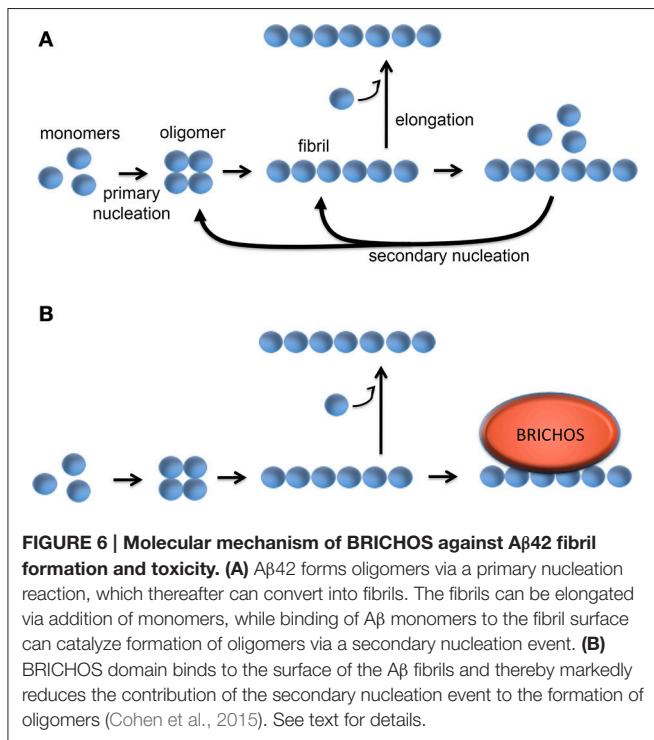 A
monomers
primary
nucleation
oligomer
fibril
elongation
secondary nucleation
B
BRICHOS
FIGURE 6 | Molecular mechanism of BRICHOS against Aβ42 fibril
formation and toxicity. (A) Aβ42 forms oligomers via a primary nucleation
reaction, which thereafter can convert into fibrils. The fibrils can be elongated
via addition of monomers, while binding of Aβ monomers to the fibril surface
can catalyze formation of oligomers via a secondary nucleation event. (B)
BRICHOS domain binds to the surface of the Aβ fibrils and thereby markedly
reduces the contribution of the secondary nucleation event to the formation of
oligomers (Cohen et al., 2015). See text for details.